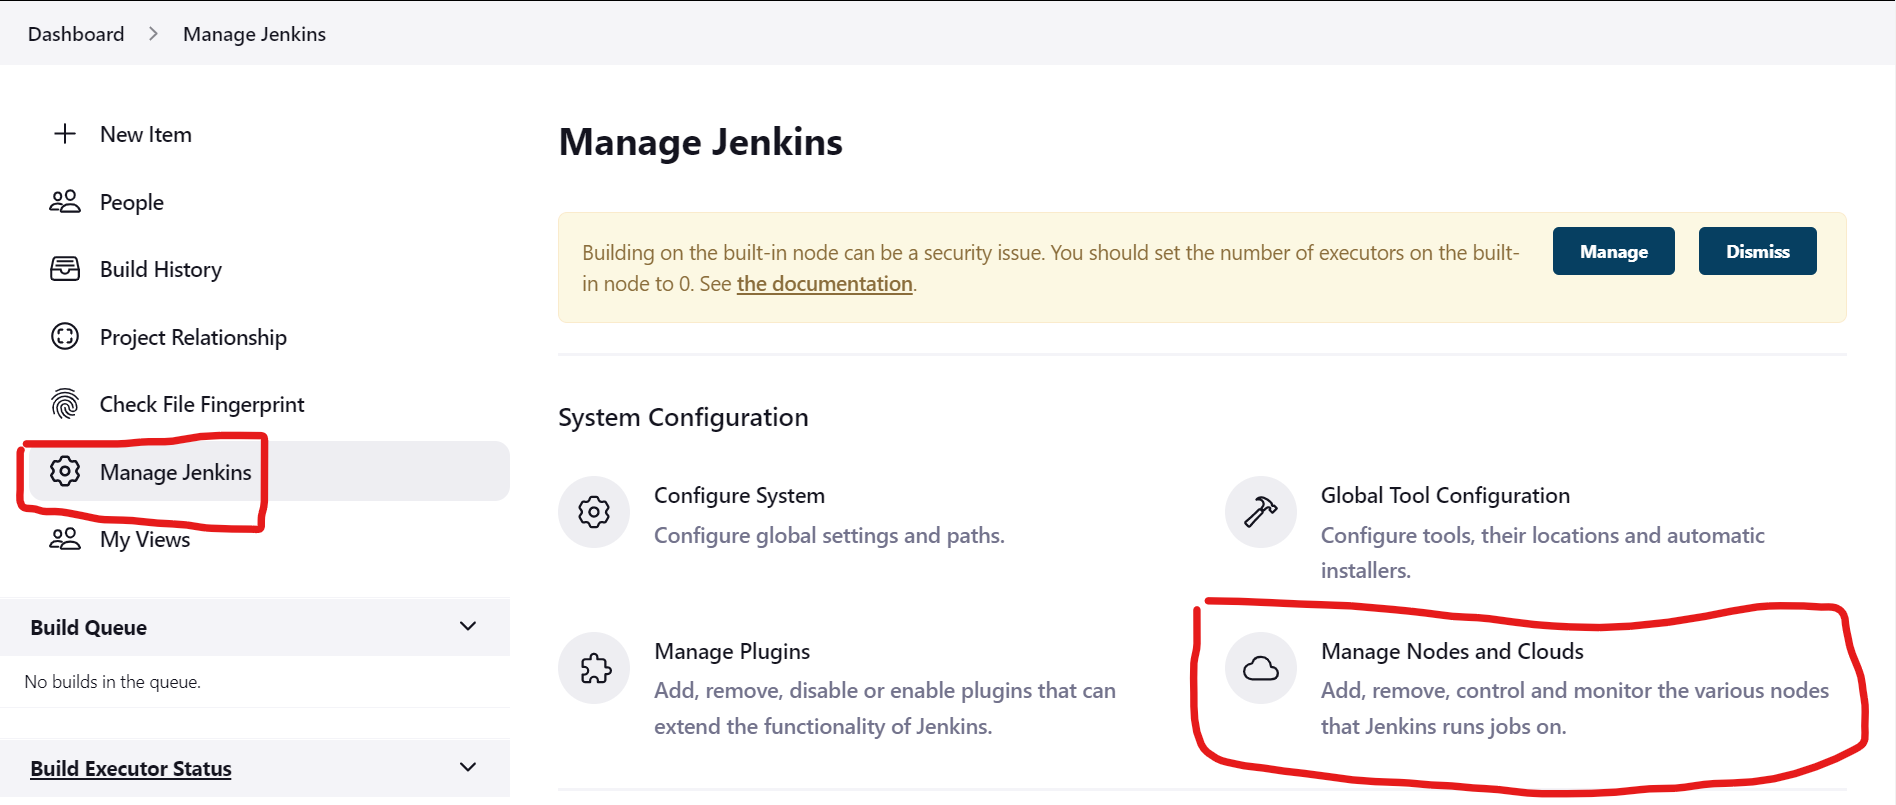 Dashboard > Manage Jenkins
New Item
People
Build History
Project Relationship
Check File Fingerprint
Manage Jenkins
My Views
Build Queue
No builds in the queue.
Build Executor Status
Manage Jenkins
Building on the built-in node can be a security issue. You should set the number of executors on the built-
in node to 0. See the documentation.
Manage
Dismiss
System Configuration
Configure System
Configure global settings and paths.
Global Tool Configuration
Configure tools, their locations and automatic
installers.
Manage Plugins
Add, remove, disable or enable plugins that can
extend the functionality of Jenkins.
Manage Nodes and Clouds
Add, remove, control and monitor the various nodes
that Jenkins runs jobs on.